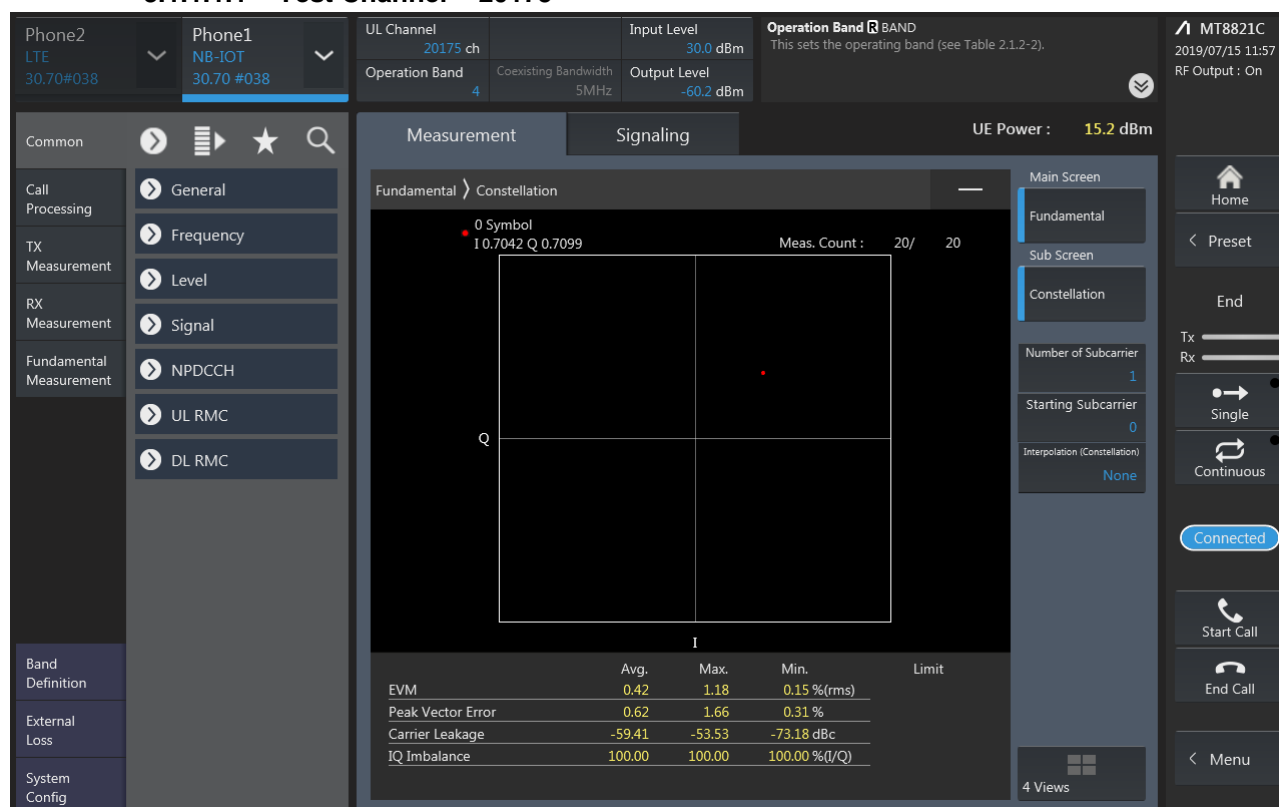 Test Channel = 20175
Phone2
LTE
30.70#038
Phone1
NB-IOT
30.70 #038
UL Channel
20175 ch
Input Level
30.0 dBm
Operation Band
4
Coexisting Bandwidth
5MHz
Output Level
-60.2 dBm
Operation Band R BAND
This sets the operating band (see Table 2.1.2-2).
MT8821C
2019/07/15 11:57
RF Output : On
Common
Call
Processing
TX
Measurement
RX
Measurement
Fundamental
Measurement
Band
Definition
External
Loss
System
Config
General
Frequency
Level
Signal
NPDCCH
UL RMC
DL RMC
Measurement
Signaling
UE Power : 15.2 dBm
Fundamental 〉 Constellation
0 Symbol
I 0.7042 Q 0.7099
Meas. Count : 20/ 20
Q
I
Avg. Max. Min. Limit
EVM 0.42 1.18 0.15 %(rms)
Peak Vector Error 0.62 1.66 0.31 %
Carrier Leakage -59.41 -53.53 -73.18 dBc
IQ Imbalance 100.00 100.00 100.00 %(I/Q)
Main Screen
Fundamental
Sub Screen
Constellation
Number of Subcarrier
1
Starting Subcarrier
0
Interpolation (Constellation)
None
4 Views
Home
< Preset
End
Tx
Rx
Single
Continuous
Connected
Start Call
End Call
< Menu